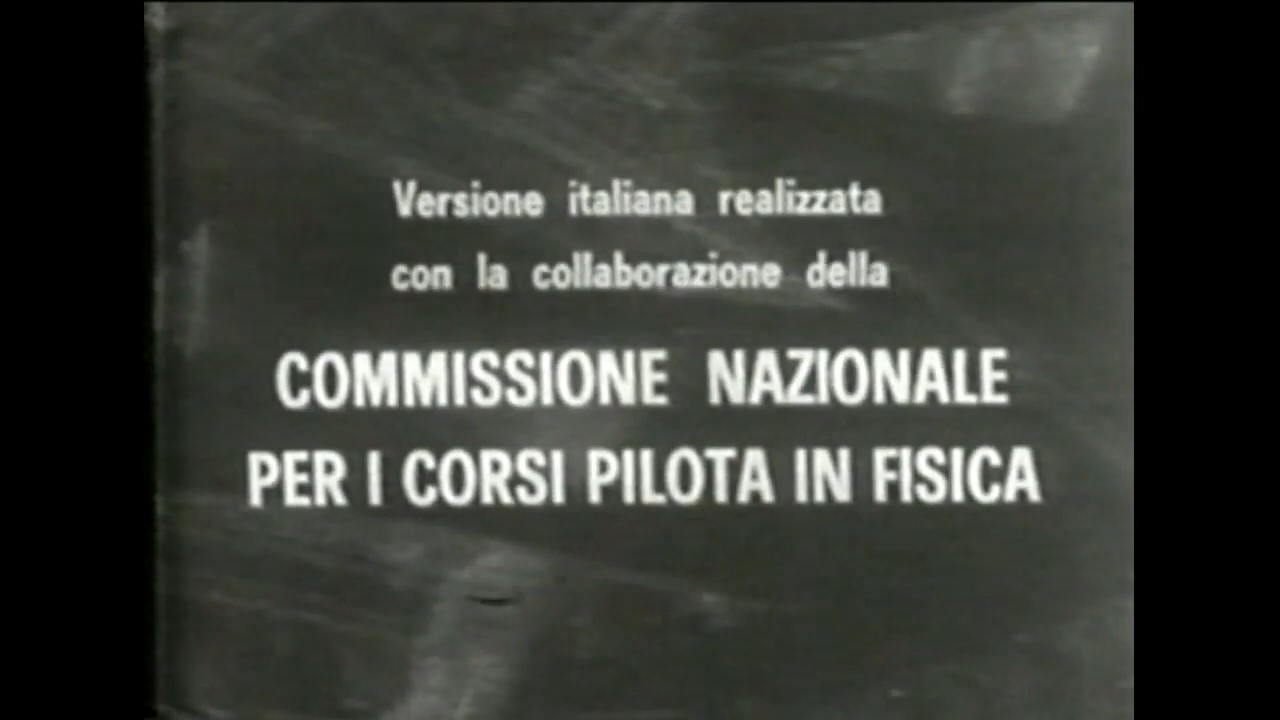 Versione italiana realizzata
con la collaborazione della
COMMISSIONE NAZIONALE
PER I CORSI PILOTA IN FISICA